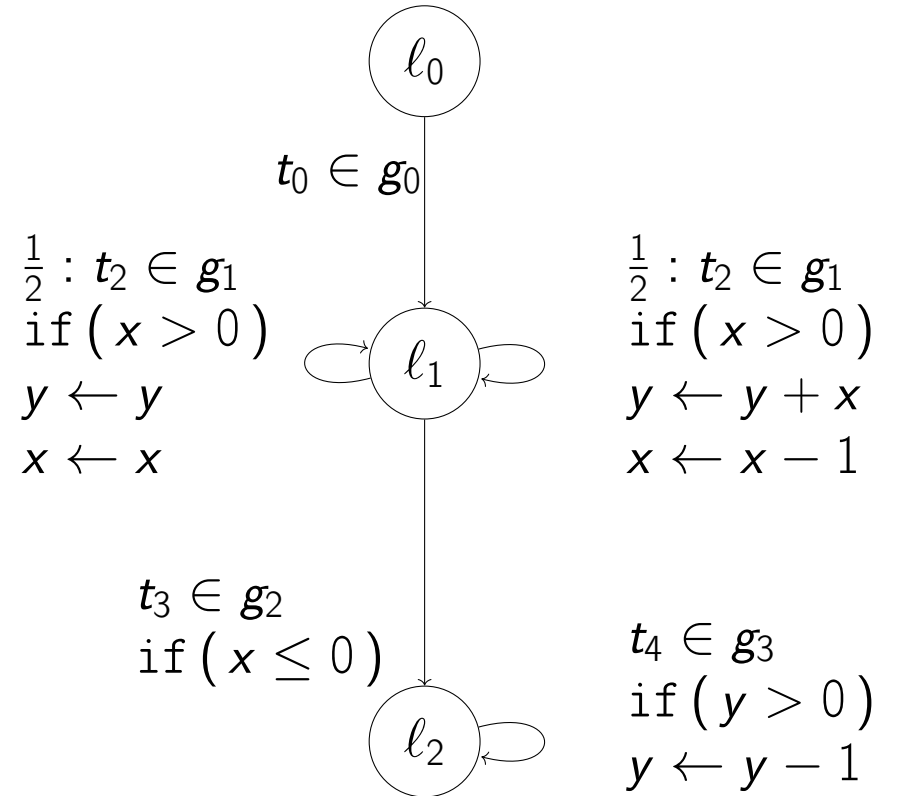 ℓ₀
t₀ ∈ g₀
½ : t₂ ∈ g₁
if ( x > 0 )
y ← y
x ← x
ℓ₁
½ : t₂ ∈ g₁
if ( x > 0 )
y ← y + x
x ← x − 1
t₃ ∈ g₂
if ( x ≤ 0 )
ℓ₂
t₄ ∈ g₃
if ( y > 0 )
y ← y − 1